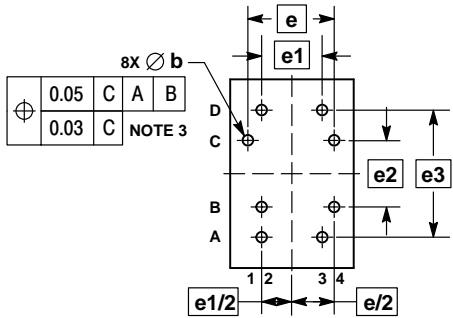 e
e1
8X ∅ b
⌖ 0.05 C A B
0.03 C NOTE 3
D
C
B
A
e2 e3
1 2 3 4
e1/2 e/2